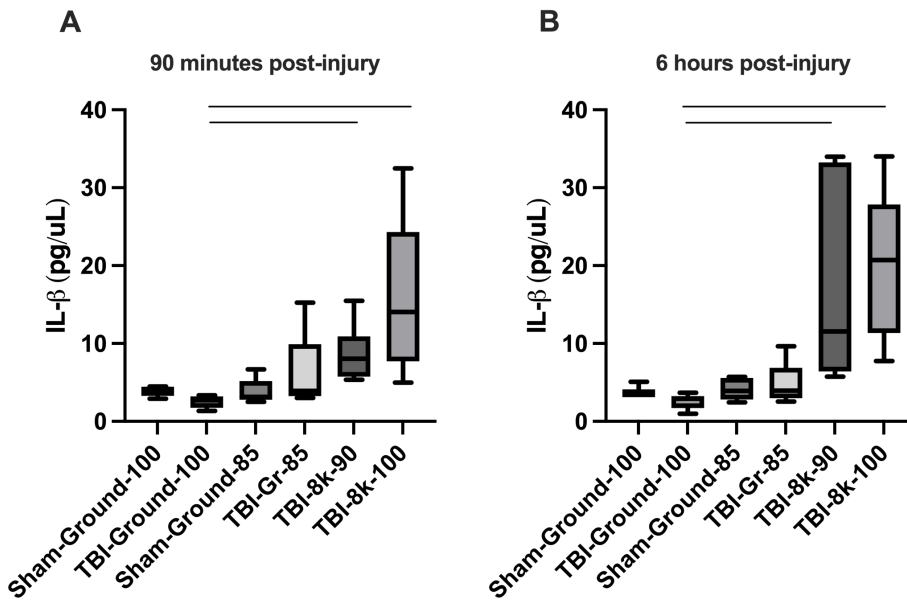 A
90 minutes post-injury
IL-β (pg/uL)
40
30
20
10
0
Sham-Ground-100
TBI-Ground-100
Sham-Ground-85
TBI-Gr-85
TBI-8k-90
TBI-8k-100
B
6 hours post-injury
IL-β (pg/uL)
40
30
20
10
0
Sham-Ground-100
TBI-Ground-100
Sham-Ground-85
TBI-Gr-85
TBI-8k-90
TBI-8k-100